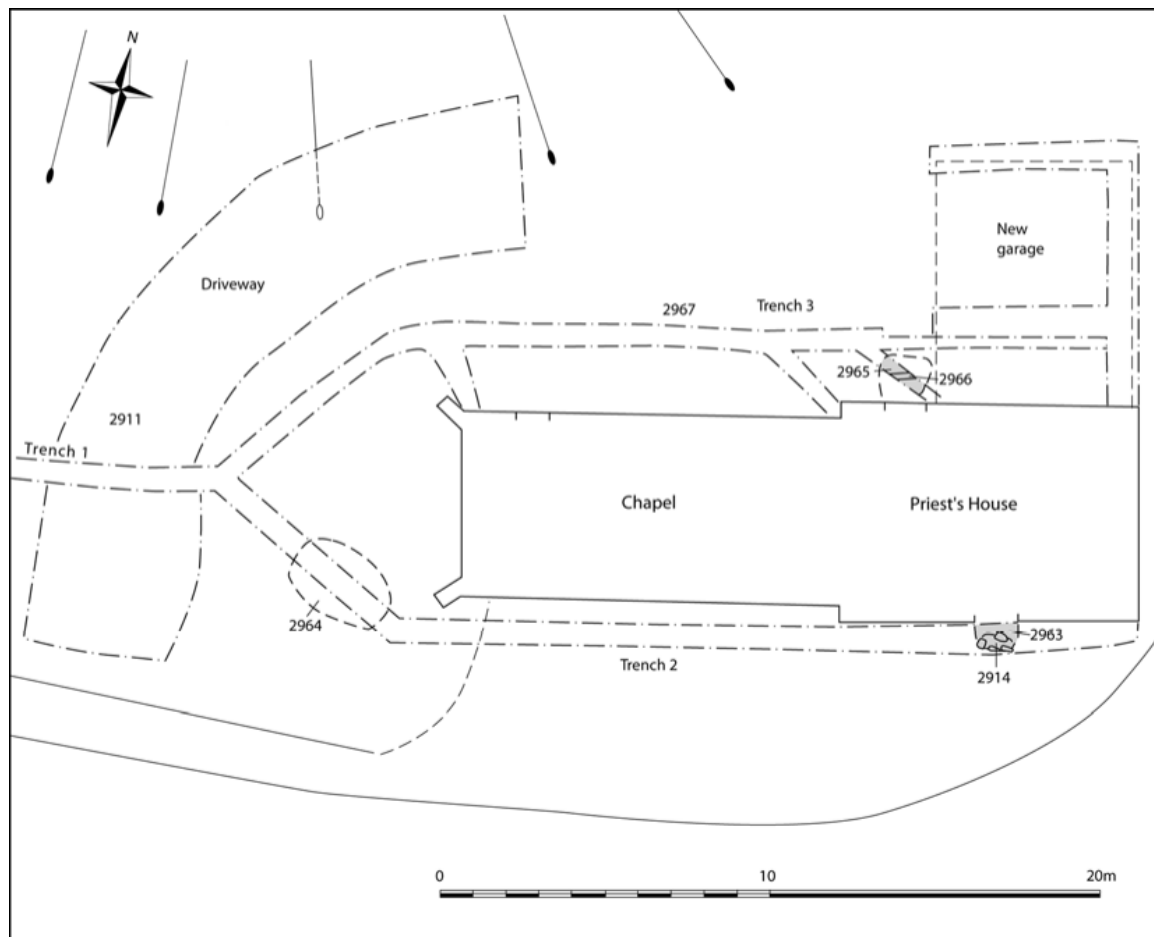 N
New
garage
Driveway
2967
Trench 3
2965
2966
2911
Trench 1
Chapel
Priest's House
2964
2963
Trench 2
2914
0
10
20m